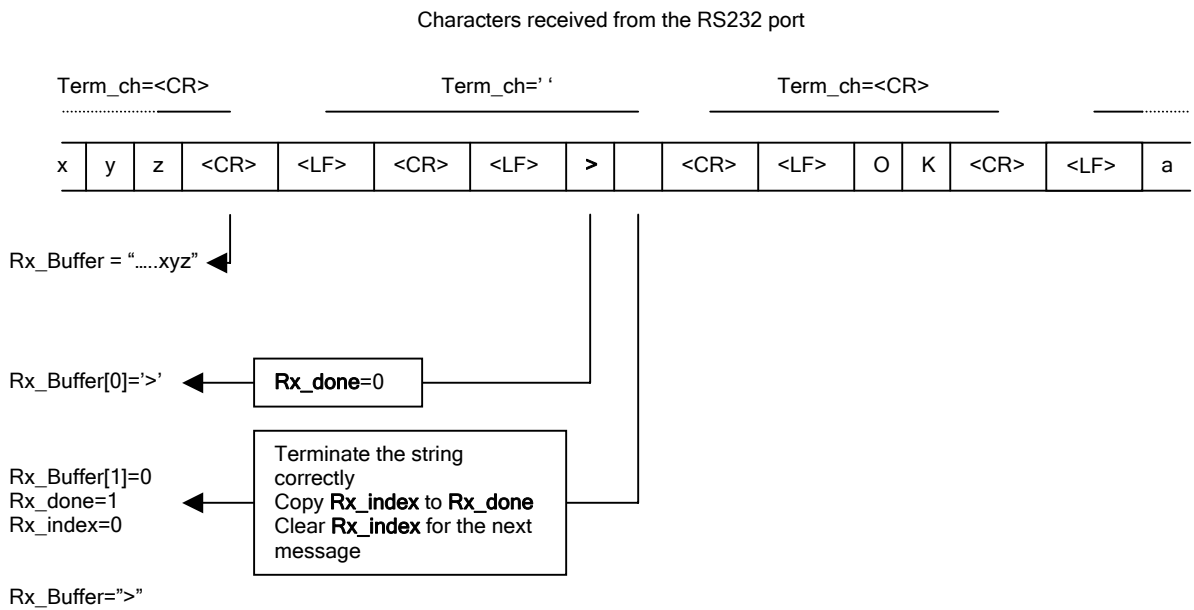 Characters received from the RS232 port
Term_ch=<CR> Term_ch=' ‘ Term_ch=<CR>
x y z <CR> <LF> <CR> <LF> > <CR> <LF> O K <CR> <LF> a
Rx_Buffer = “…..xyz”
Rx_Buffer[0]=’>’ Rx_done=0
Terminate the string
correctly
Copy Rx_index to Rx_done
Clear Rx_index for the next
message
Rx_Buffer[1]=0
Rx_done=1
Rx_index=0
Rx_Buffer=”>”